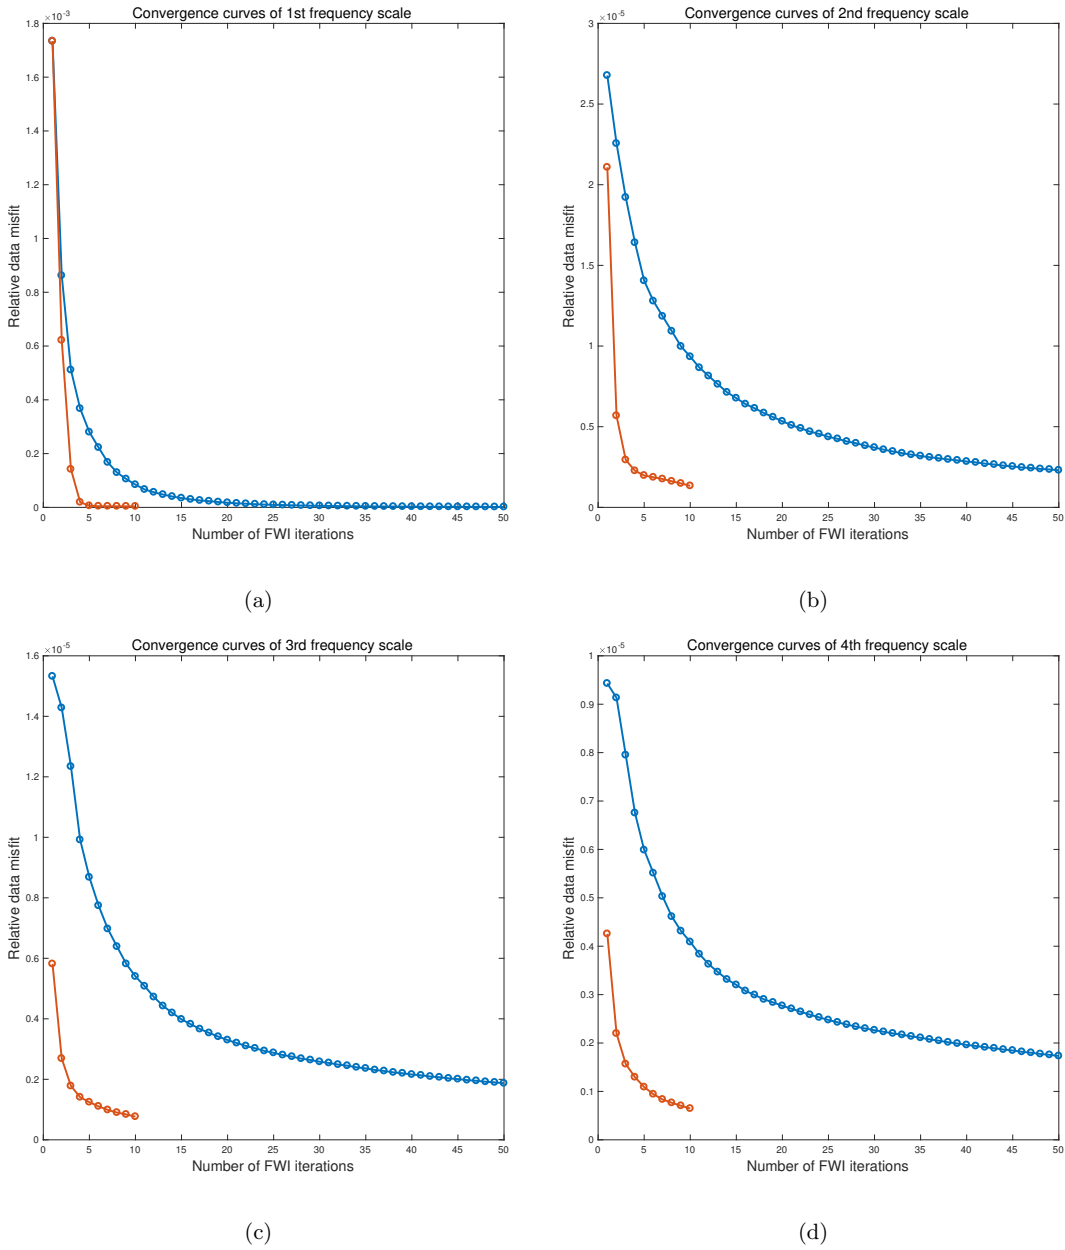 Convergence curves of 1st frequency scale
×10⁻³
1.8
1.6
1.4
1.2
1
0.8
0.6
0.4
0.2
0
Relative data misfit
0 5 10 15 20 25 30 35 40 45 50
Number of FWI iterations
(a)
Convergence curves of 2nd frequency scale
×10⁻⁵
3
2.5
2
1.5
1
0.5
0
Relative data misfit
0 5 10 15 20 25 30 35 40 45 50
Number of FWI iterations
(b)
Convergence curves of 3rd frequency scale
×10⁻⁵
1.6
1.4
1.2
1
0.8
0.6
0.4
0.2
0
Relative data misfit
0 5 10 15 20 25 30 35 40 45 50
Number of FWI iterations
(c)
Convergence curves of 4th frequency scale
×10⁻⁵
1
0.9
0.8
0.7
0.6
0.5
0.4
0.3
0.2
0.1
0
Relative data misfit
0 5 10 15 20 25 30 35 40 45 50
Number of FWI iterations
(d)